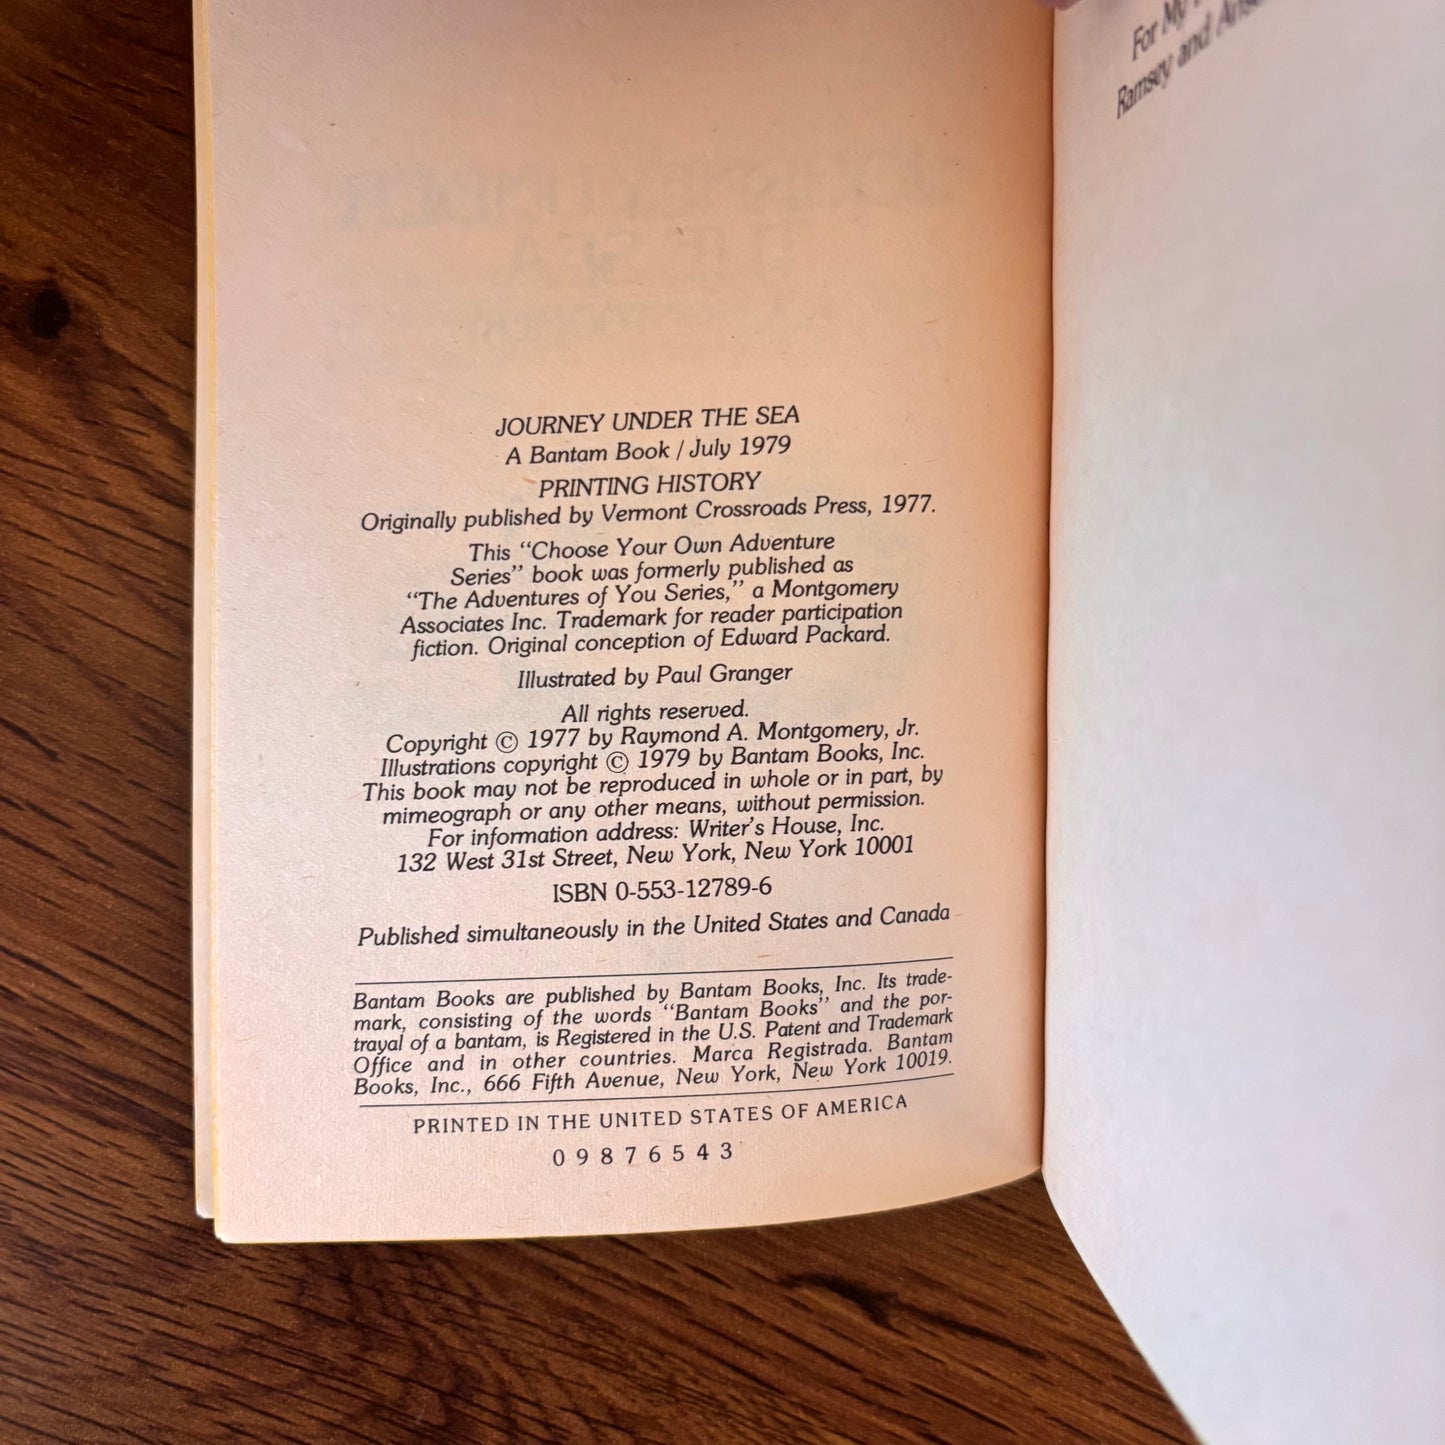 JOURNEY UNDER THE SEA
A Bantam Book / July 1979
PRINTING HISTORY
Originally published by Vermont Crossroads Press, 1977.
This "Choose Your Own Adventure
Series" book was formerly published as
"The Adventures of You Series," a Montgomery
Associates Inc. Trademark for reader participation
fiction. Original conception of Edward Packard.
Illustrated by Paul Granger
All rights reserved.
Copyright © 1977 by Raymond A. Montgomery, Jr.
Illustrations copyright © 1979 by Bantam Books, Inc.
This book may not be reproduced in whole or in part, by
mimeograph or any other means, without permission.
For information address: Writer's House, Inc.
132 West 31st Street, New York, New York 10001
ISBN 0-553-12789-6
Published simultaneously in the United States and Canada
Bantam Books are published by Bantam Books, Inc. Its trade-
mark, consisting of the words "Bantam Books" and the por-
trayal of a bantam, is Registered in the U.S. Patent and Trademark
Office and in other countries. Marca Registrada. Bantam
Books, Inc., 666 Fifth Avenue, New York, New York 10019.
PRINTED IN THE UNITED STATES OF AMERICA
0 9 8 7 6 5 4 3
For My
Ramsey and